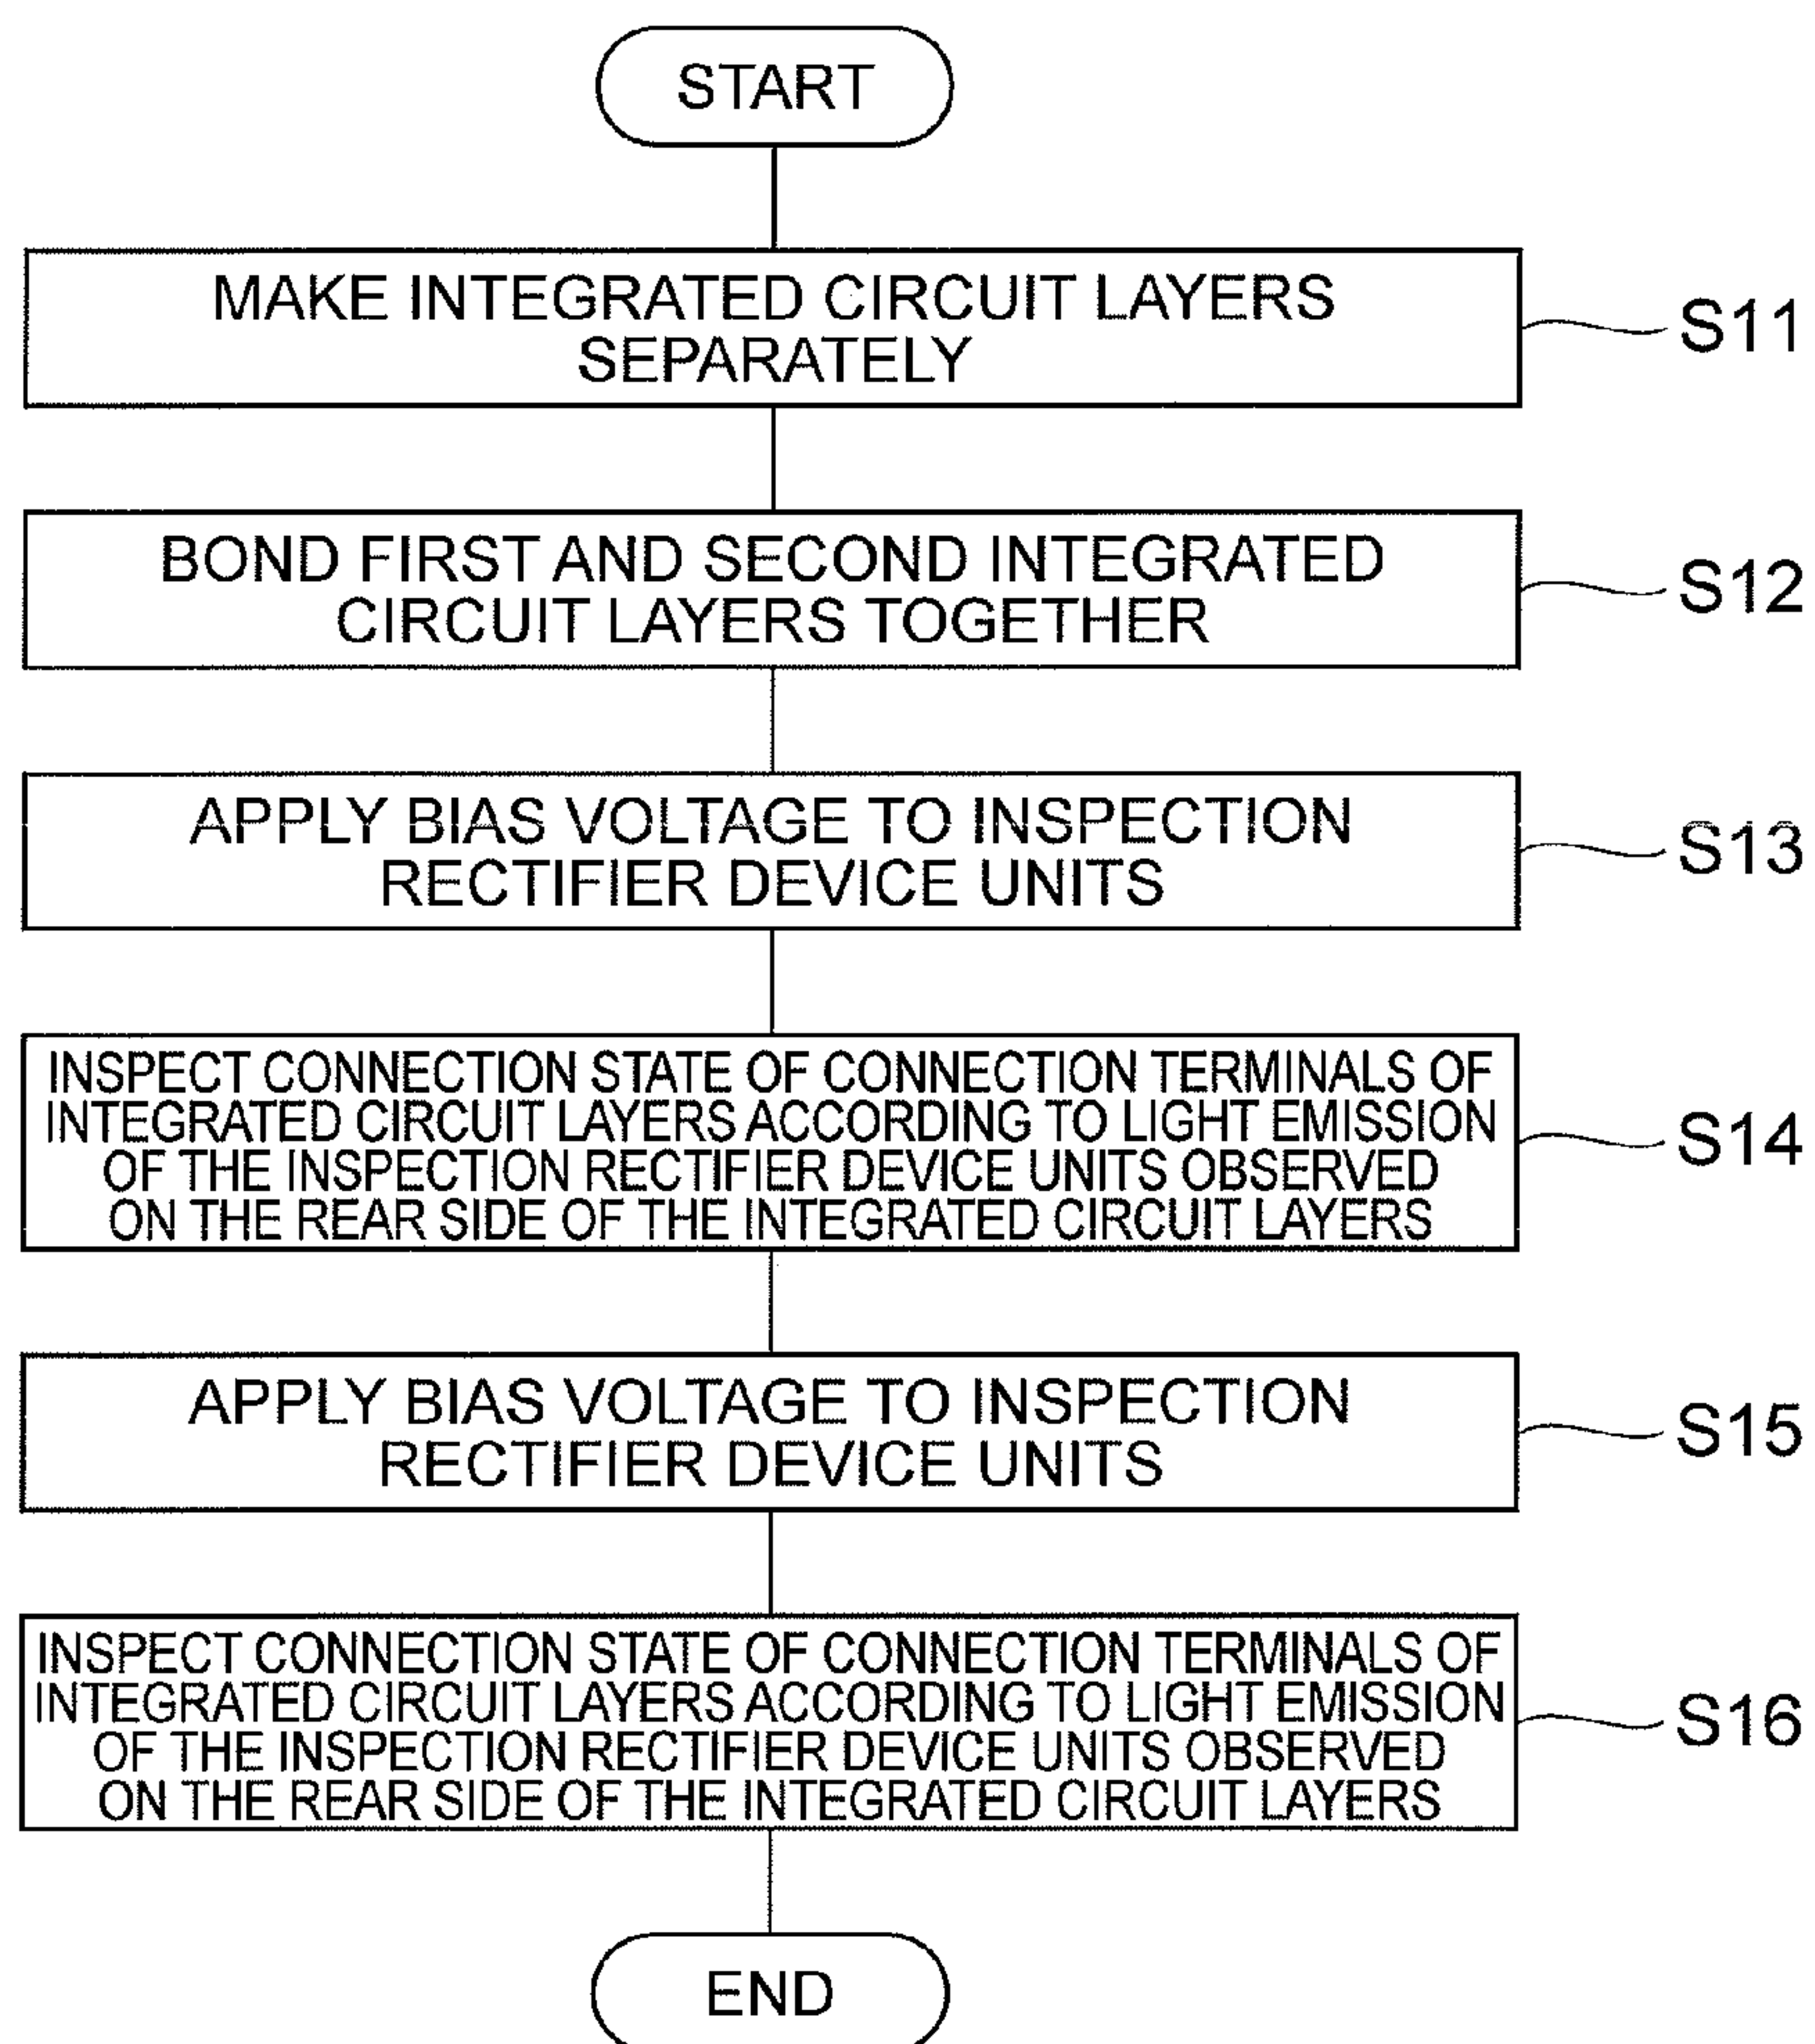 START
MAKE INTEGRATED CIRCUIT LAYERS
SEPARATELY
S11
BOND FIRST AND SECOND INTEGRATED
CIRCUIT LAYERS TOGETHER
S12
APPLY BIAS VOLTAGE TO INSPECTION
RECTIFIER DEVICE UNITS
S13
INSPECT CONNECTION STATE OF CONNECTION TERMINALS OF
INTEGRATED CIRCUIT LAYERS ACCORDING TO LIGHT EMISSION
OF THE INSPECTION RECTIFIER DEVICE UNITS OBSERVED
ON THE REAR SIDE OF THE INTEGRATED CIRCUIT LAYERS
S14
APPLY BIAS VOLTAGE TO INSPECTION
RECTIFIER DEVICE UNITS
S15
INSPECT CONNECTION STATE OF CONNECTION TERMINALS OF
INTEGRATED CIRCUIT LAYERS ACCORDING TO LIGHT EMISSION
OF THE INSPECTION RECTIFIER DEVICE UNITS OBSERVED
ON THE REAR SIDE OF THE INTEGRATED CIRCUIT LAYERS
S16
END